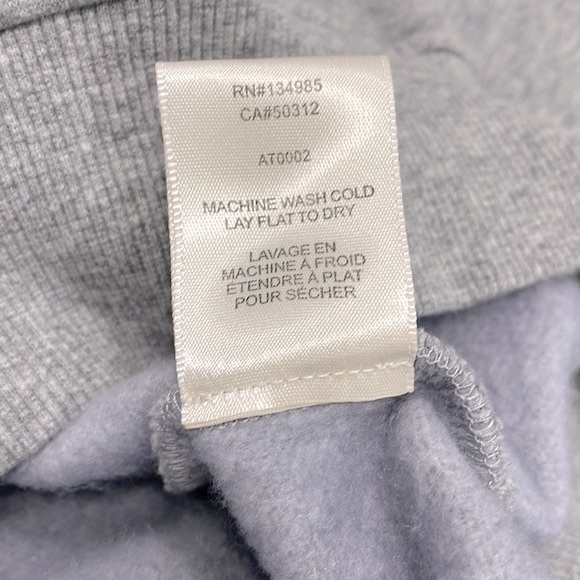 RN#134985
CA#50312
AT0002
MACHINE WASH COLD
LAY FLAT TO DRY
LAVAGE EN
MACHINE À FROID
ÉTENDRE À PLAT
POUR SÉCHER